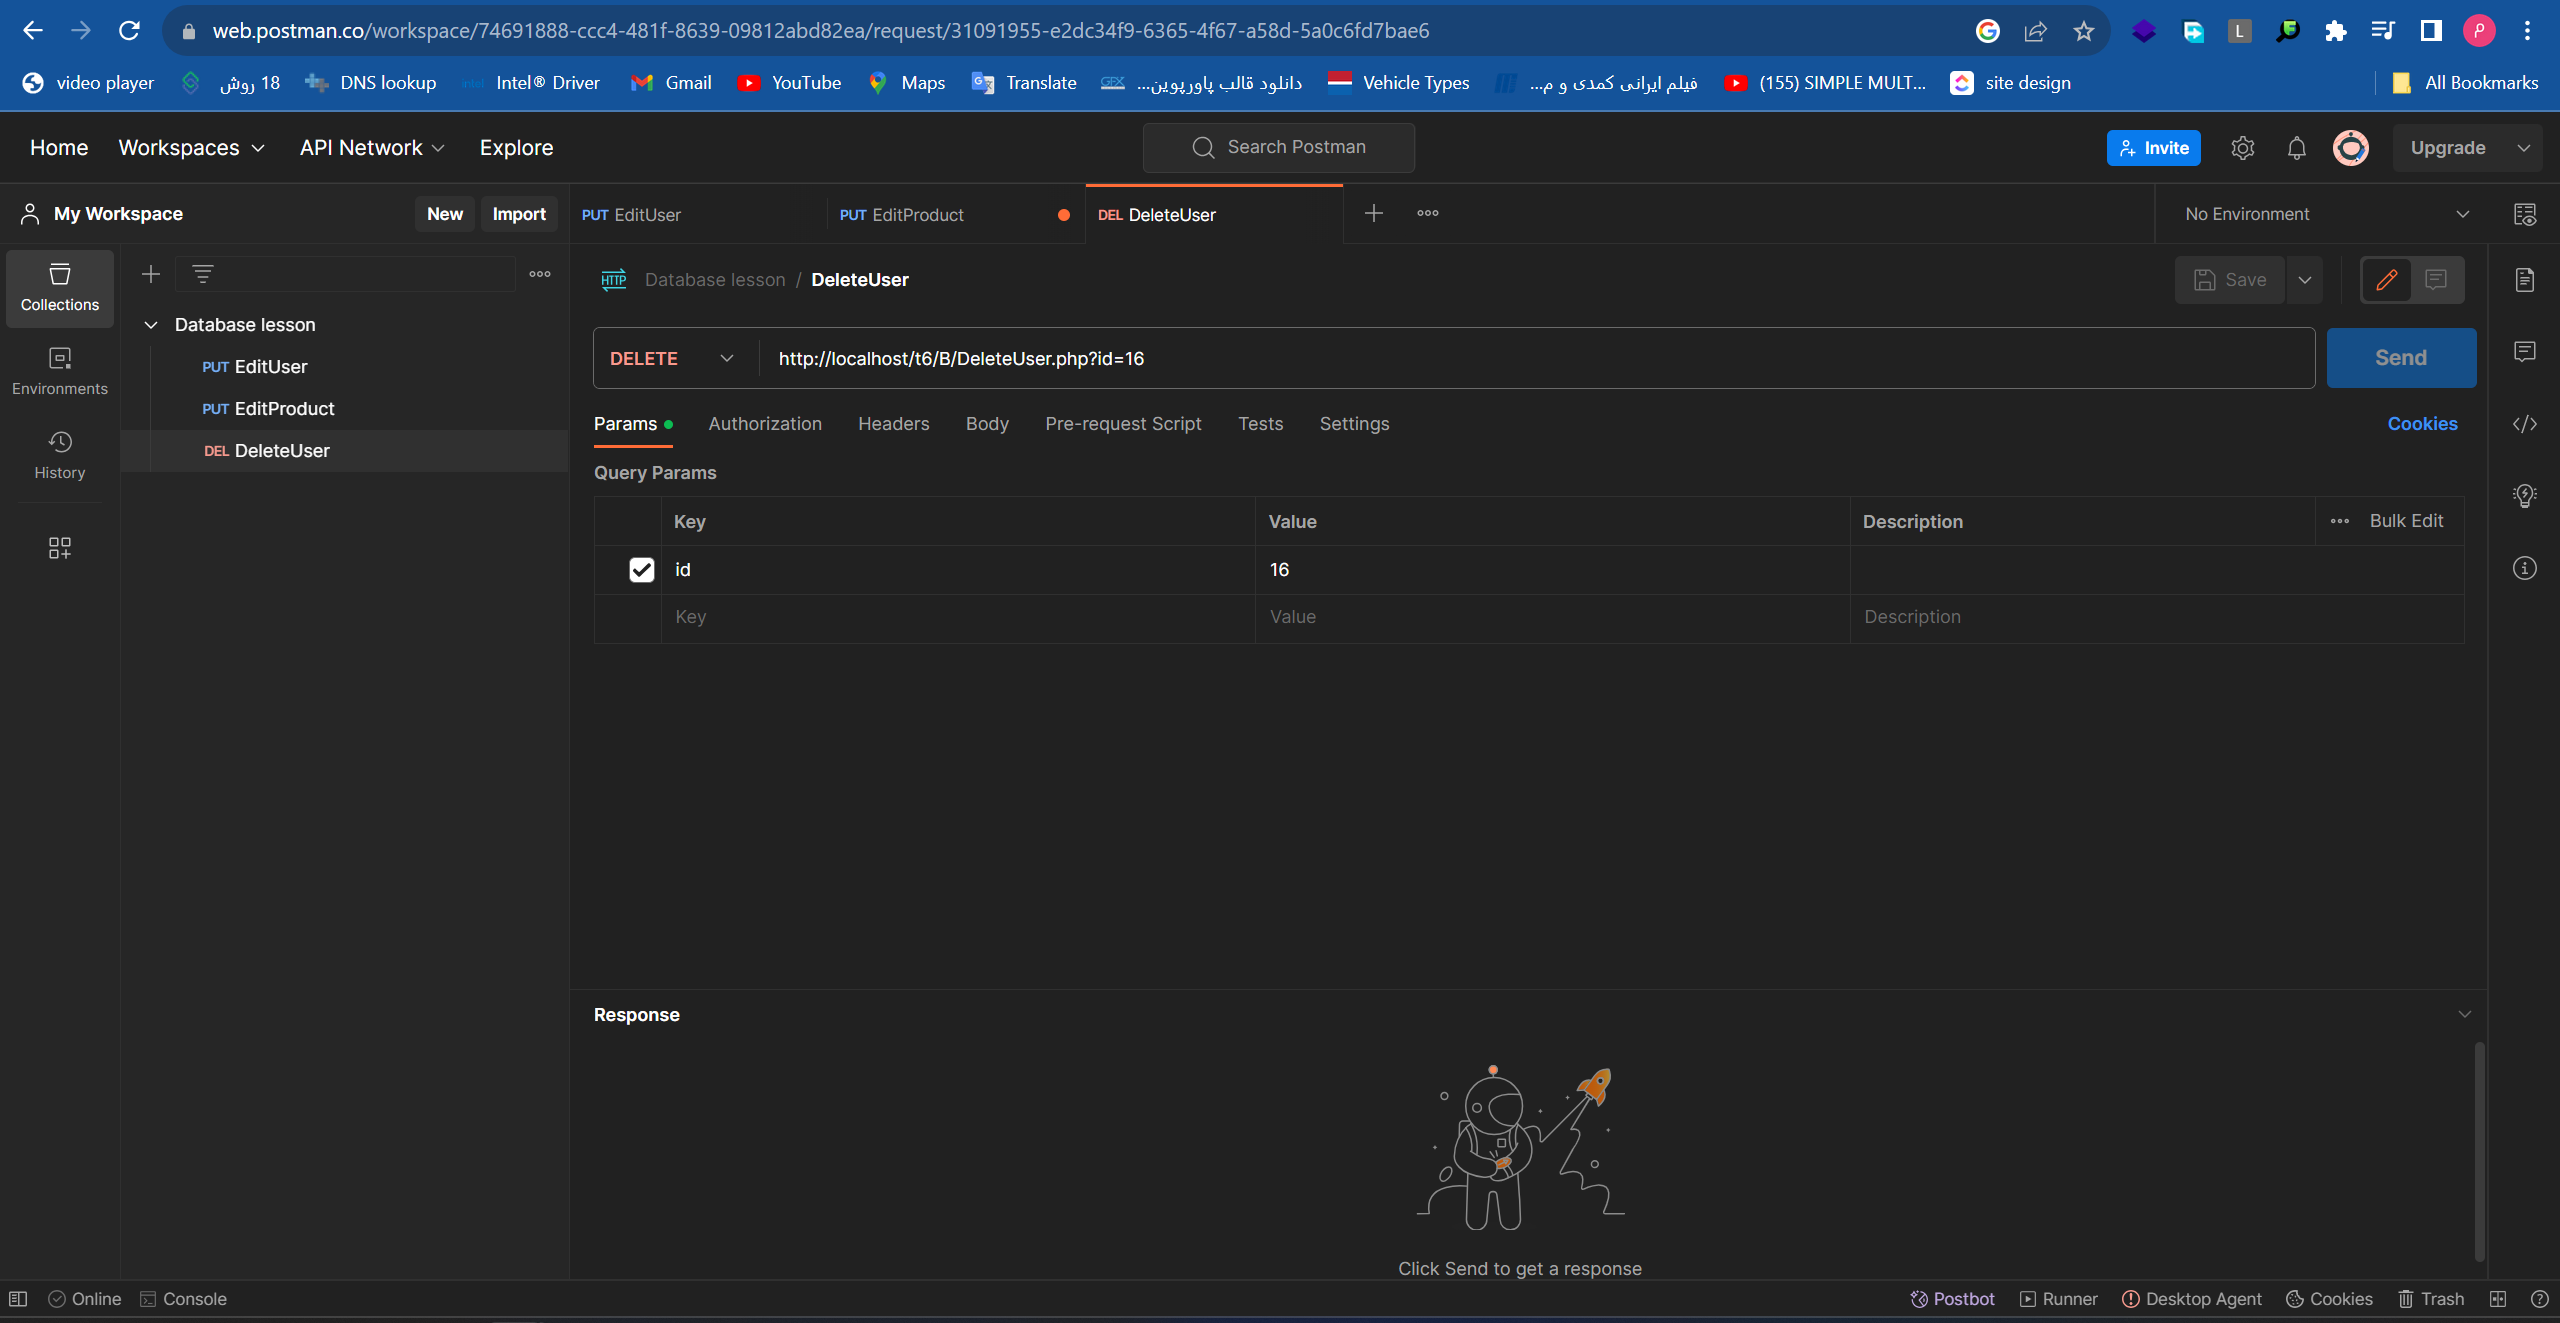 web.postman.co/workspace/74691888-ccc4-481f-8639-09812abd82ea/request/31091955-e2dc34f9-6365-4f67-a58d-5a0c6fd7bae6
L
P
video player 18 روش DNS lookup intel Intel® Driver Gmail YouTube Maps Translate GFX دانلود قالب پاورپوین... Vehicle Types فیلم ایرانی کمدی و م... (155) SIMPLE MULT... site design All Bookmarks
Home Workspaces API Network Explore Search Postman Invite Upgrade
My Workspace New Import PUT EditUser PUT EditProduct DEL DeleteUser No Environment
Collections
HTTP Database lesson / DeleteUser Save
Database lesson
PUT EditUser
PUT EditProduct
DEL DeleteUser
Environments
History
DELETE http://localhost/t6/B/DeleteUser.php?id=16 Send
Params Authorization Headers Body Pre-request Script Tests Settings Cookies
Query Params
Key Value Description Bulk Edit
id 16
Key Value Description
Response
Click Send to get a response
Online Console Postbot Runner Desktop Agent Cookies Trash